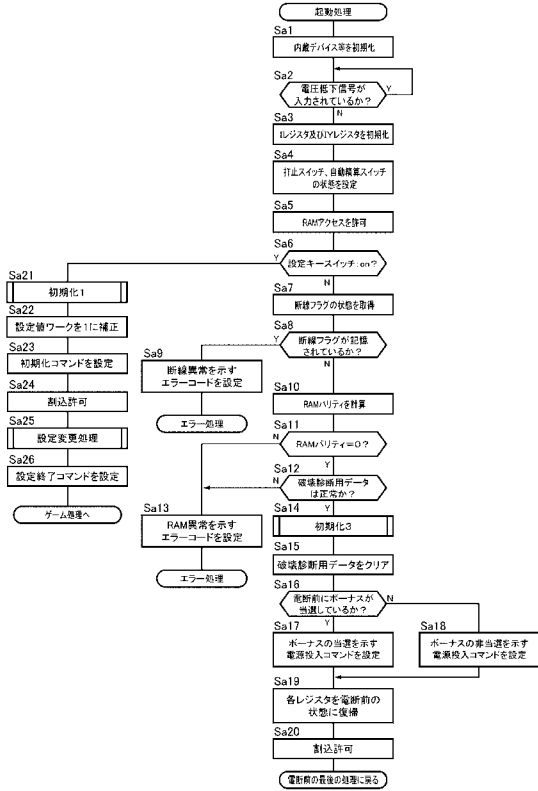 起動処理
Sa1
内蔵デバイス等を初期化
Sa2
電圧低下信号が
入力されているか?
Y
N
Sa3
Iレジスタ及びIYレジスタを初期化
Sa4
打止スイッチ、自動精算スイッチ
の状態を設定
Sa5
RAMアクセスを許可
Sa6
Y
設定キースイッチ:on?
N
Sa21
初期化1
Sa22
設定値ワークを1に補正
Sa23
初期化コマンドを設定
Sa24
割込許可
Sa25
設定変更処理
Sa26
設定終了コマンドを設定
ゲーム処理へ
Sa7
断線フラグの状態を取得
Sa8
Y
断線フラグが記憶
されているか?
N
Sa9
断線異常を示す
エラーコードを設定
エラー処理
Sa10
RAMパリティを計算
Sa11
N
RAMパリティ=0?
Y
Sa12
N
破壊診断用データ
は正常か?
Y
Sa13
RAM異常を示す
エラーコードを設定
エラー処理
Sa14
初期化3
Sa15
破壊診断用データをクリア
Sa16
電断前にボーナスが
当選しているか?
N
Y
Sa17
ボーナスの当選を示す
電源投入コマンドを設定
Sa18
ボーナスの非当選を示す
電源投入コマンドを設定
Sa19
各レジスタを電断前の
状態に復帰
Sa20
割込許可
電断前の最後の処理に戻る